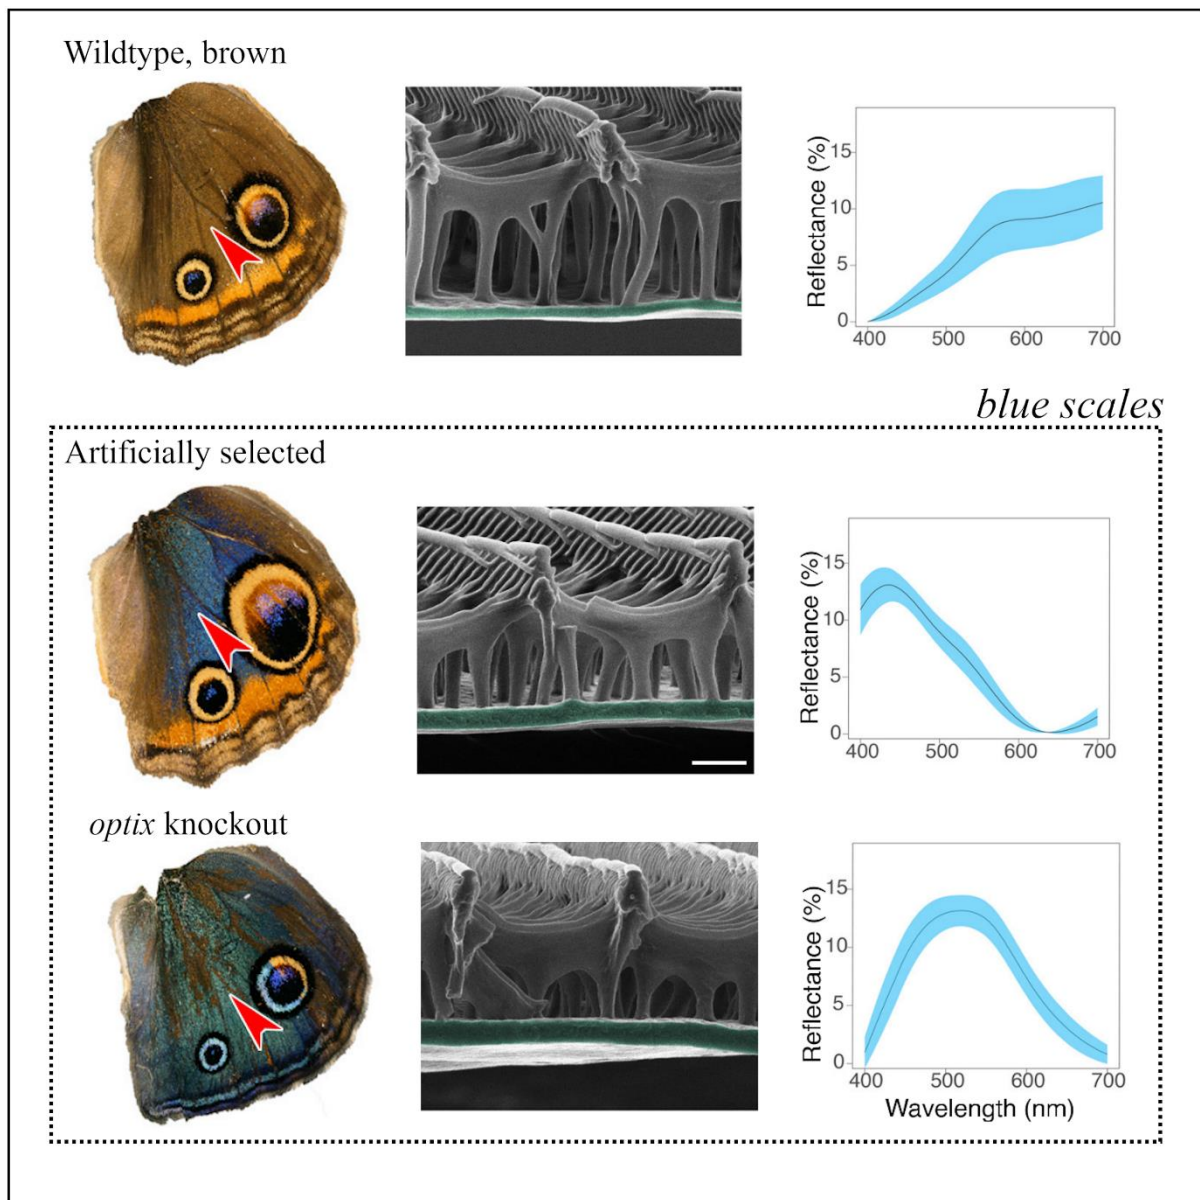 Wildtype, brown
Reflectance (%)
15
10
5
0
400 500 600 700
blue scales
Artificially selected
Reflectance (%)
15
10
5
0
400 500 600 700
optix knockout
Reflectance (%)
15
10
5
0
400 500 600 700
Wavelength (nm)